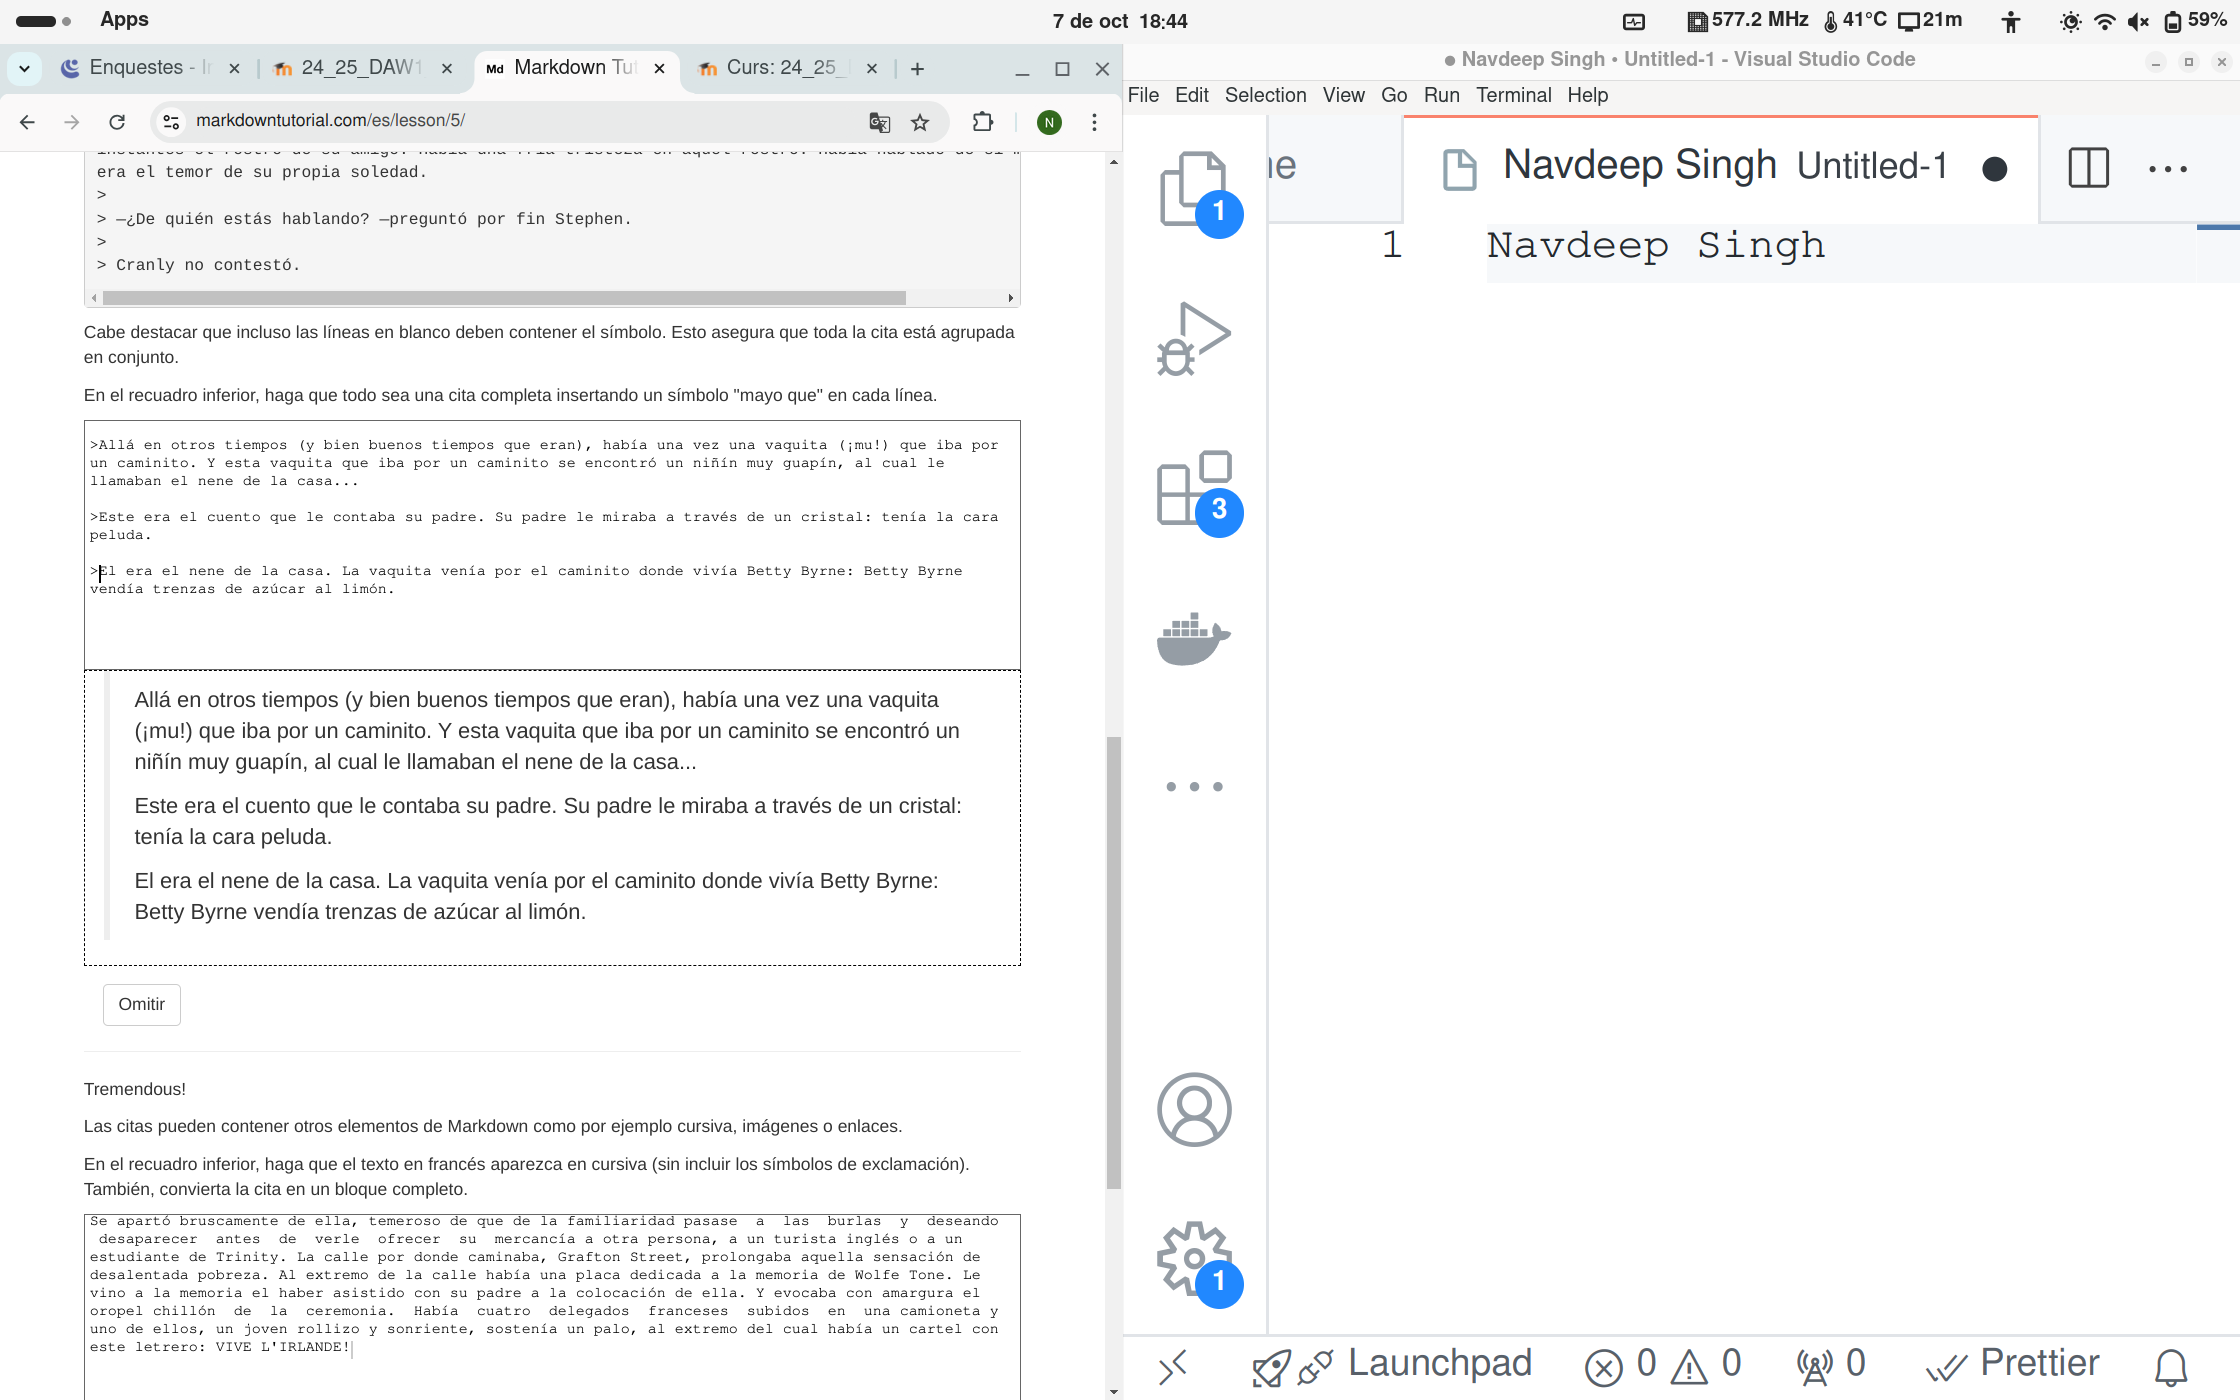 Apps
7 de oct 18:44
577.2 MHz 41°C 21m 59%
Enquestes - I
24_25_DAW1
Md Markdown Tu
Curs: 24_25_
markdowntutorial.com/es/lesson/5/
N
era el temor de su propia soledad.
>
> —¿De quién estás hablando? —preguntó por fin Stephen.
>
> Cranly no contestó.
Cabe destacar que incluso las líneas en blanco deben contener el símbolo. Esto asegura que toda la cita está agrupada
en conjunto.
En el recuadro inferior, haga que todo sea una cita completa insertando un símbolo "mayo que" en cada línea.
>Allá en otros tiempos (y bien buenos tiempos que eran), había una vez una vaquita (¡mu!) que iba por
un caminito. Y esta vaquita que iba por un caminito se encontró un niñín muy guapín, al cual le
llamaban el nene de la casa...
>Este era el cuento que le contaba su padre. Su padre le miraba a través de un cristal: tenía la cara
peluda.
>El era el nene de la casa. La vaquita venía por el caminito donde vivía Betty Byrne: Betty Byrne
vendía trenzas de azúcar al limón.
Allá en otros tiempos (y bien buenos tiempos que eran), había una vez una vaquita
(¡mu!) que iba por un caminito. Y esta vaquita que iba por un caminito se encontró un
niñín muy guapín, al cual le llamaban el nene de la casa...
Este era el cuento que le contaba su padre. Su padre le miraba a través de un cristal:
tenía la cara peluda.
El era el nene de la casa. La vaquita venía por el caminito donde vivía Betty Byrne:
Betty Byrne vendía trenzas de azúcar al limón.
Omitir
Tremendous!
Las citas pueden contener otros elementos de Markdown como por ejemplo cursiva, imágenes o enlaces.
En el recuadro inferior, haga que el texto en francés aparezca en cursiva (sin incluir los símbolos de exclamación).
También, convierta la cita en un bloque completo.
Se apartó bruscamente de ella, temeroso de que de la familiaridad pasase a las burlas y deseando
desaparecer antes de verle ofrecer su mercancía a otra persona, a un turista inglés o a un
estudiante de Trinity. La calle por donde caminaba, Grafton Street, prolongaba aquella sensación de
desalentada pobreza. Al extremo de la calle había una placa dedicada a la memoria de Wolfe Tone. Le
vino a la memoria el haber asistido con su padre a la colocación de ella. Y evocaba con amargura el
oropel chillón de la ceremonia. Había cuatro delegados franceses subidos en una camioneta y
uno de ellos, un joven rollizo y sonriente, sostenía un palo, al extremo del cual había un cartel con
este letrero: VIVE L'IRLANDE!
● Navdeep Singh • Untitled-1 - Visual Studio Code
File Edit Selection View Go Run Terminal Help
Navdeep Singh Untitled-1
1 Navdeep Singh
1
3
1
Launchpad 0 0 0 Prettier